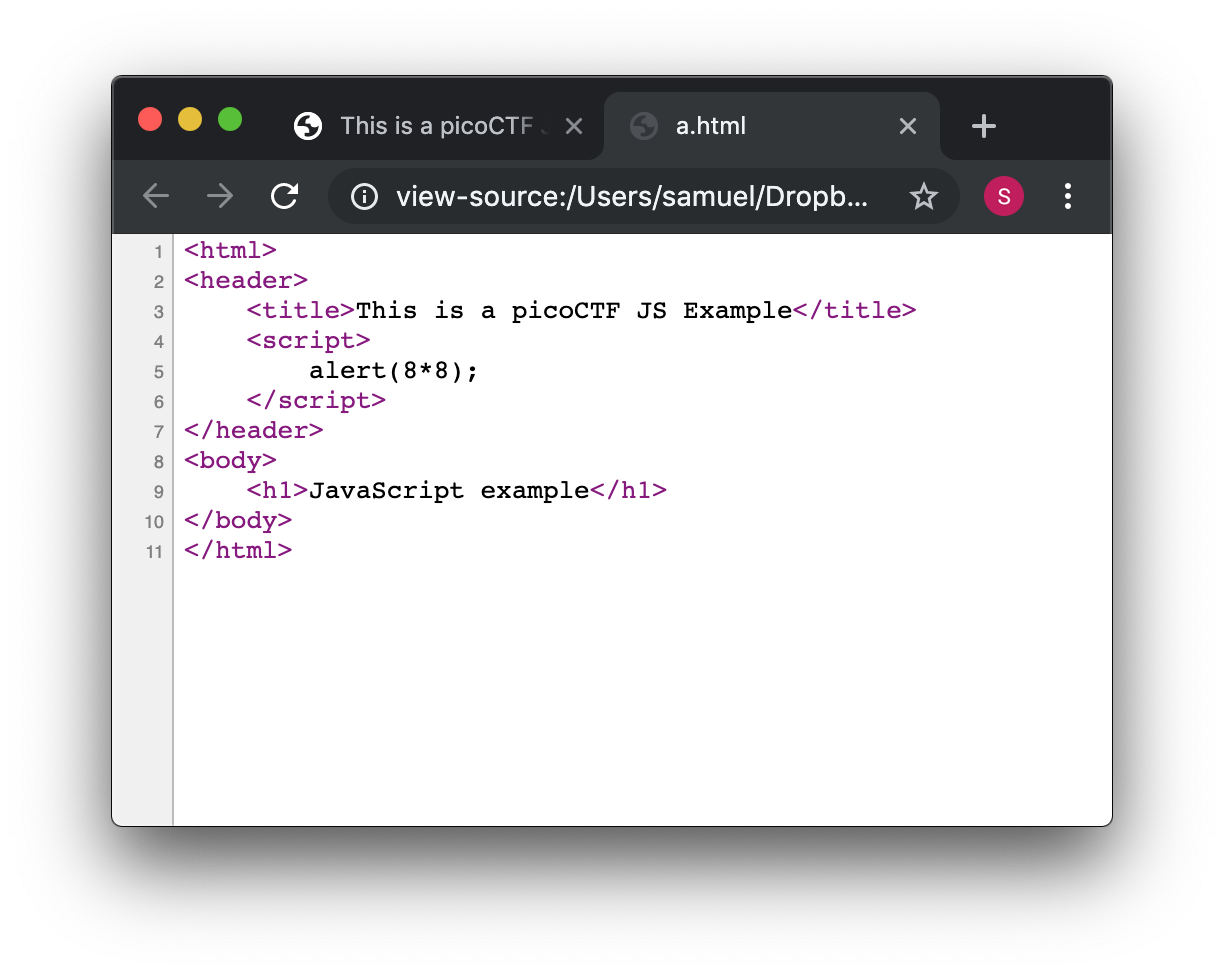 This is a picoCTF
a.html
view-source:/Users/samuel/Dropb...
S
1 <html>
2 <header>
3     <title>This is a picoCTF JS Example</title>
4     <script>
5         alert(8*8);
6     </script>
7 </header>
8 <body>
9     <h1>JavaScript example</h1>
10 </body>
11 </html>